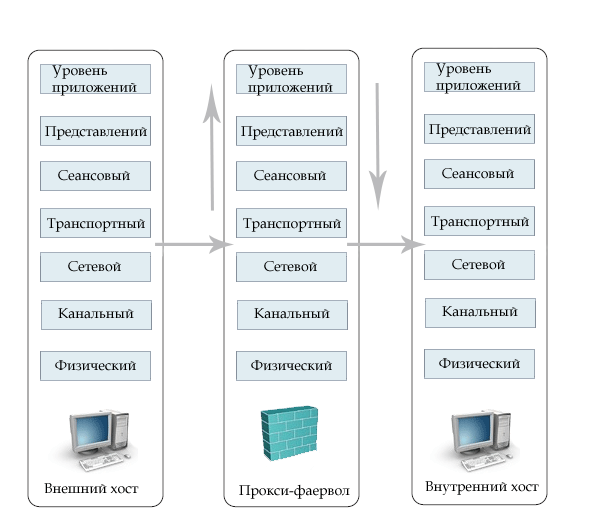 Уровень
приложений
Представлений
Сеансовый
Транспортный
Сетевой
Канальный
Физический
Внешний хост
Уровень
приложений
Представлений
Сеансовый
Транспортный
Сетевой
Канальный
Физический
Прокси-фаервол
Уровень
приложений
Представлений
Сеансовый
Транспортный
Сетевой
Канальный
Физический
Внутренний хост